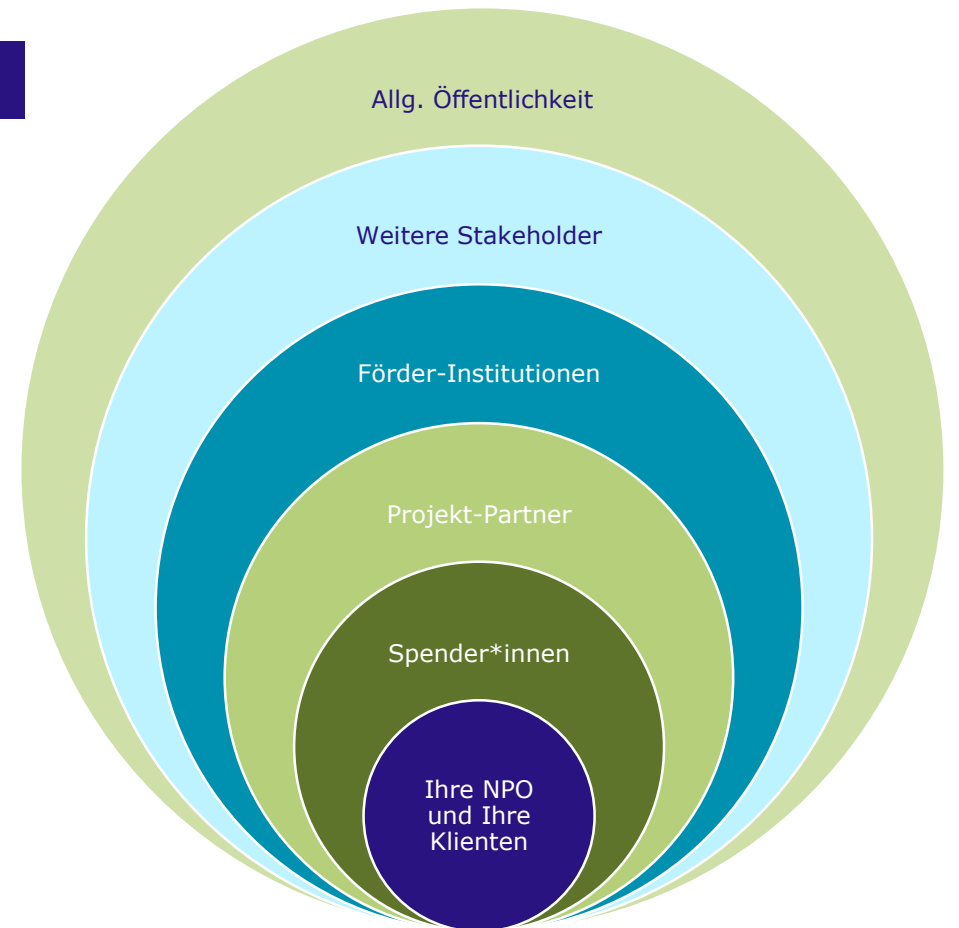 Allg. Öffentlichkeit
Weitere Stakeholder
Förder-Institutionen
Projekt-Partner
Spender*innen
Ihre NPO
und Ihre
Klienten